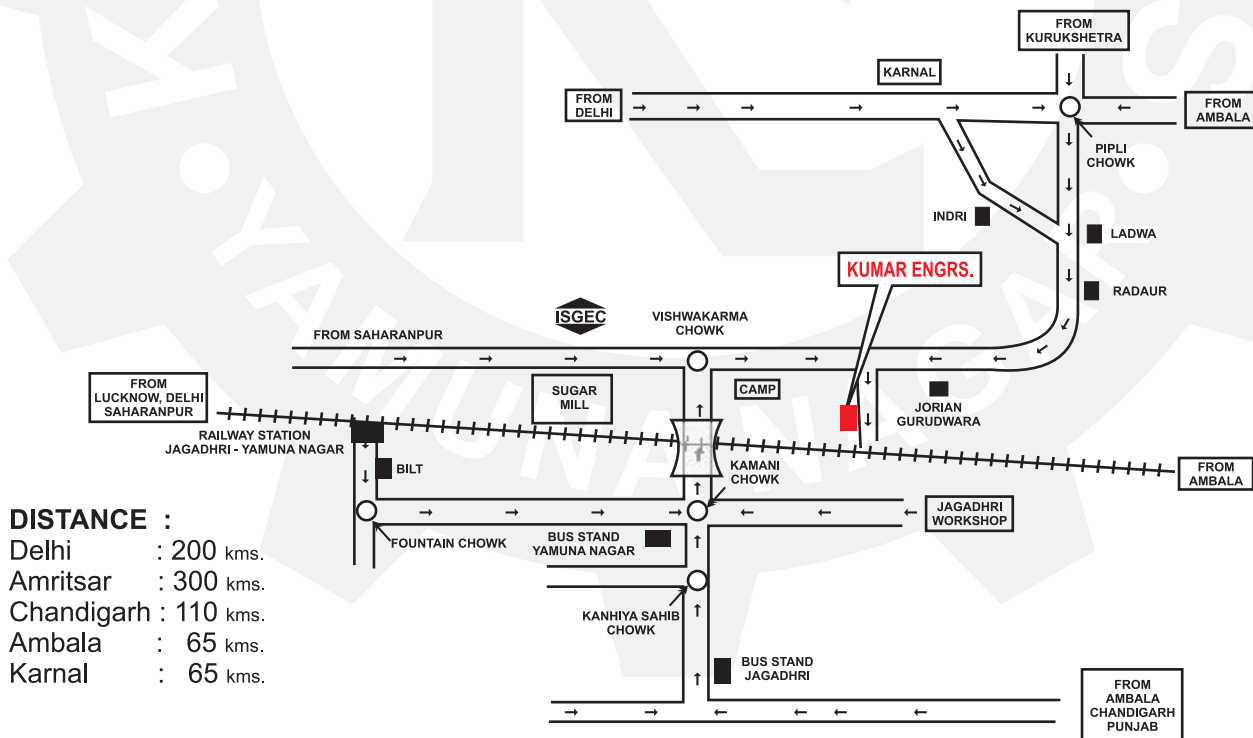 FROM
KURUKSHETRA
KARNAL
FROM
DELHI
FROM
AMBALA
PIPLI
CHOWK
INDRI
LADWA
KUMAR ENGRS.
RADAUR
ISGEC
VISHWAKARMA
CHOWK
FROM SAHARANPUR
FROM
LUCKNOW, DELHI
SAHARANPUR
SUGAR
MILL
CAMP
JORIAN
GURUDWARA
RAILWAY STATION
JAGADHRI - YAMUNA NAGAR
BILT
KAMANI
CHOWK
FROM
AMBALA
JAGADHRI
WORKSHOP
FOUNTAIN CHOWK
BUS STAND
YAMUNA NAGAR
KANHIYA SAHIB
CHOWK
BUS STAND
JAGADHRI
FROM
AMBALA
CHANDIGARH
PUNJAB
DISTANCE :
Delhi : 200 kms.
Amritsar : 300 kms.
Chandigarh : 110 kms.
Ambala : 65 kms.
Karnal : 65 kms.
K • YAMUNA NAGAR • S